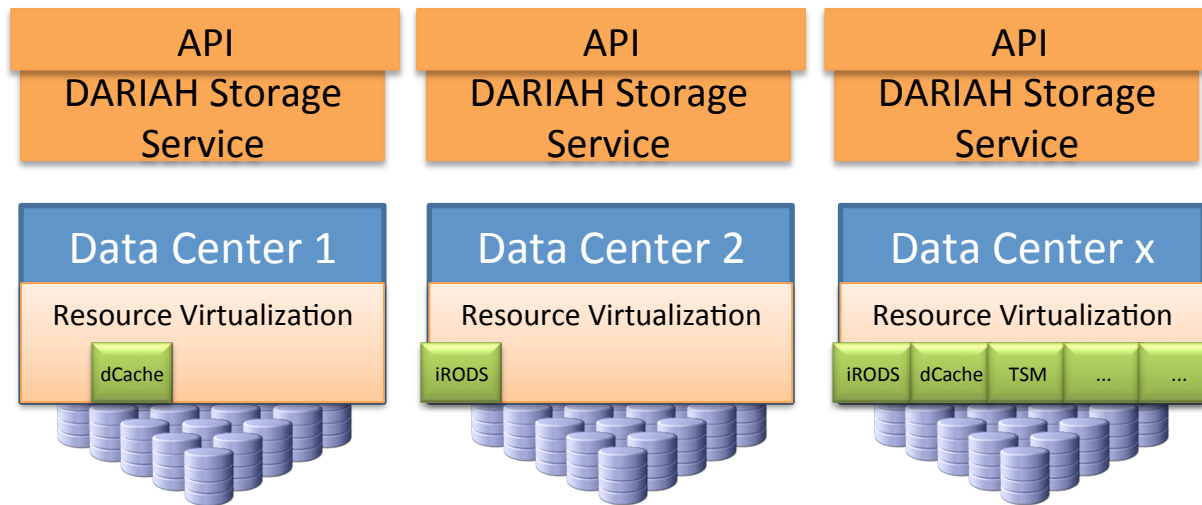 API
DARIAH Storage
Service
Data Center 1
Resource Virtualization
dCache
API
DARIAH Storage
Service
Data Center 2
Resource Virtualization
iRODS
API
DARIAH Storage
Service
Data Center x
Resource Virtualization
iRODS dCache TSM ... ...